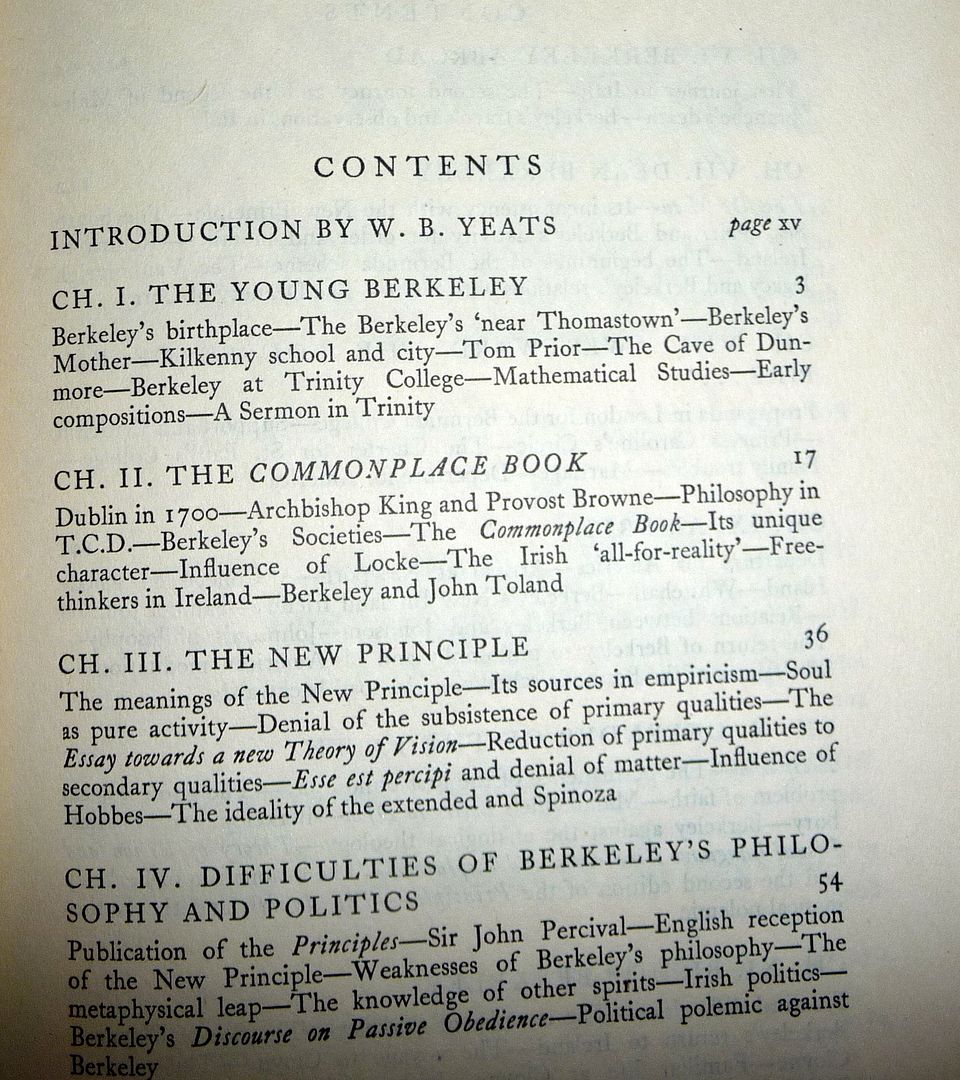 CONTENTS
INTRODUCTION BY W. B. YEATS page xv
CH. I. THE YOUNG BERKELEY 3
Berkeley's birthplace—The Berkeley's 'near Thomastown'—Berkeley's
Mother—Kilkenny school and city—Tom Prior—The Cave of Dun-
more—Berkeley at Trinity College—Mathematical Studies—Early
compositions—A Sermon in Trinity
CH. II. THE COMMONPLACE BOOK 17
Dublin in 1700—Archbishop King and Provost Browne—Philosophy in
T.C.D.—Berkeley's Societies—The Commonplace Book—Its unique
character—Influence of Locke—The Irish 'all-for-reality'—Free-
thinkers in Ireland—Berkeley and John Toland
CH. III. THE NEW PRINCIPLE 36
The meanings of the New Principle—Its sources in empiricism—Soul
as pure activity—Denial of the subsistence of primary qualities—The
Essay towards a new Theory of Vision—Reduction of primary qualities to
secondary qualities—Esse est percipi and denial of matter—Influence of
Hobbes—The ideality of the extended and Spinoza
CH. IV. DIFFICULTIES OF BERKELEY'S PHILO-
SOPHY AND POLITICS 54
Publication of the Principles—Sir John Percival—English reception
of the New Principle—Weaknesses of Berkeley's philosophy—The
metaphysical leap—The knowledge of other spirits—Irish politics—
Berkeley's Discourse on Passive Obedience—Political polemic against
Berkeley